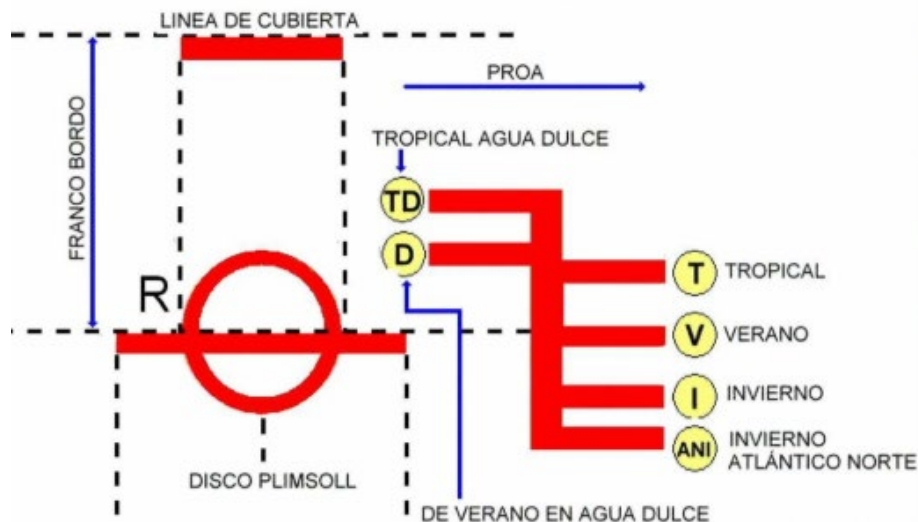 LINEA DE CUBIERTA
PROA
FRANCO BORDO
TROPICAL AGUA DULCE
TD
D
T TROPICAL
R
V VERANO
I INVIERNO
ANI INVIERNO
ATLÁNTICO NORTE
DISCO PLIMSOLL
DE VERANO EN AGUA DULCE